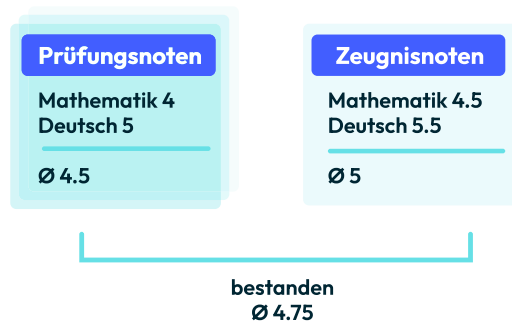 Prüfungsnoten
Mathematik 4
Deutsch 5
Ø 4.5
Zeugnisnoten
Mathematik 4.5
Deutsch 5.5
Ø 5
bestanden
Ø 4.75